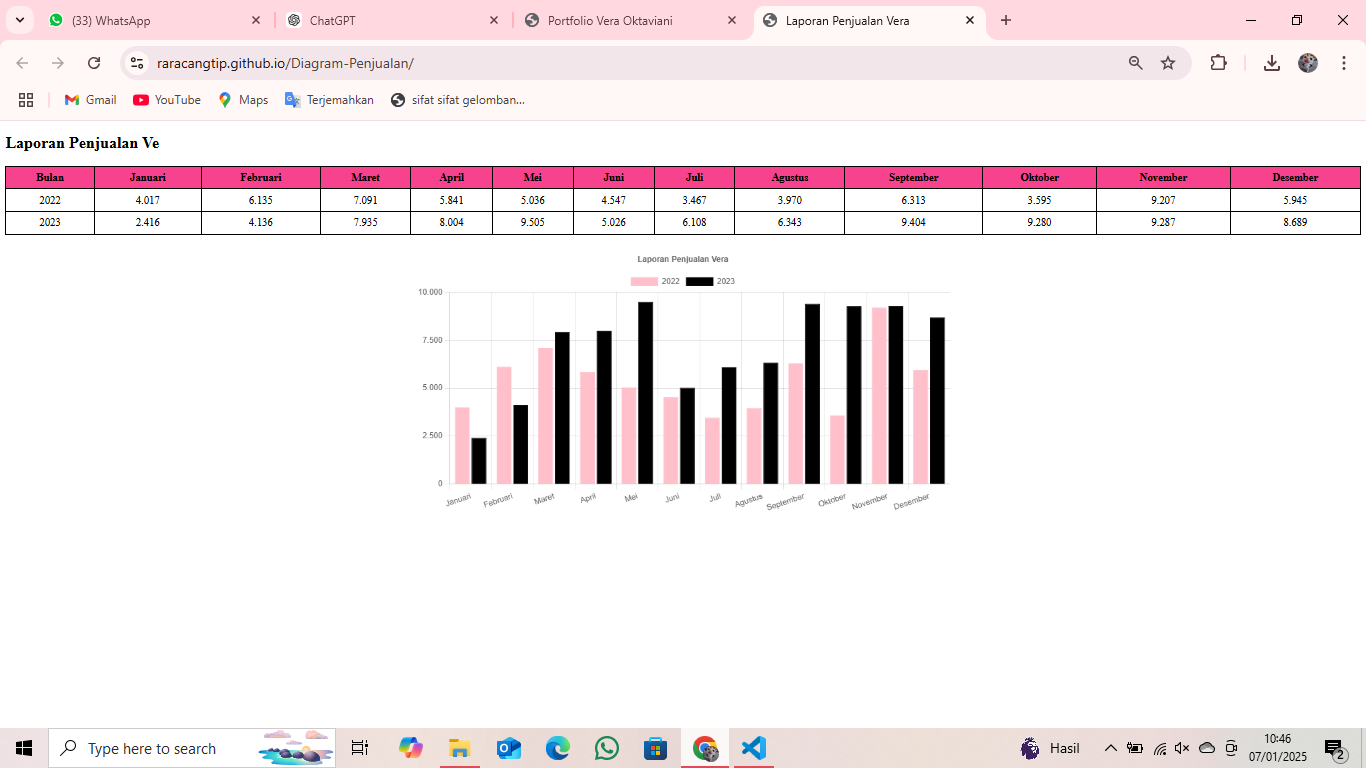 (33) WhatsApp
ChatGPT
Portfolio Vera Oktaviani
Laporan Penjualan Vera
raracangtip.github.io/Diagram-Penjualan/
Gmail YouTube Maps Terjemahkan sifat sifat gelomban...
Laporan Penjualan Ve
Bulan Januari Februari Maret April Mei Juni Juli Agustus September Oktober November Desember
2022 4.017 6.135 7.091 5.841 5.036 4.547 3.467 3.970 6.313 3.595 9.207 5.945
2023 2.416 4.136 7.935 8.004 9.505 5.026 6.108 6.343 9.404 9.280 9.287 8.689
Laporan Penjualan Vera
2022 2023
10.000
7.500
5.000
2.500
0
Januari Februari Maret April Mei Juni Juli Agustus September Oktober November Desember
Type here to search
Hasil
10:46
07/01/2025
2